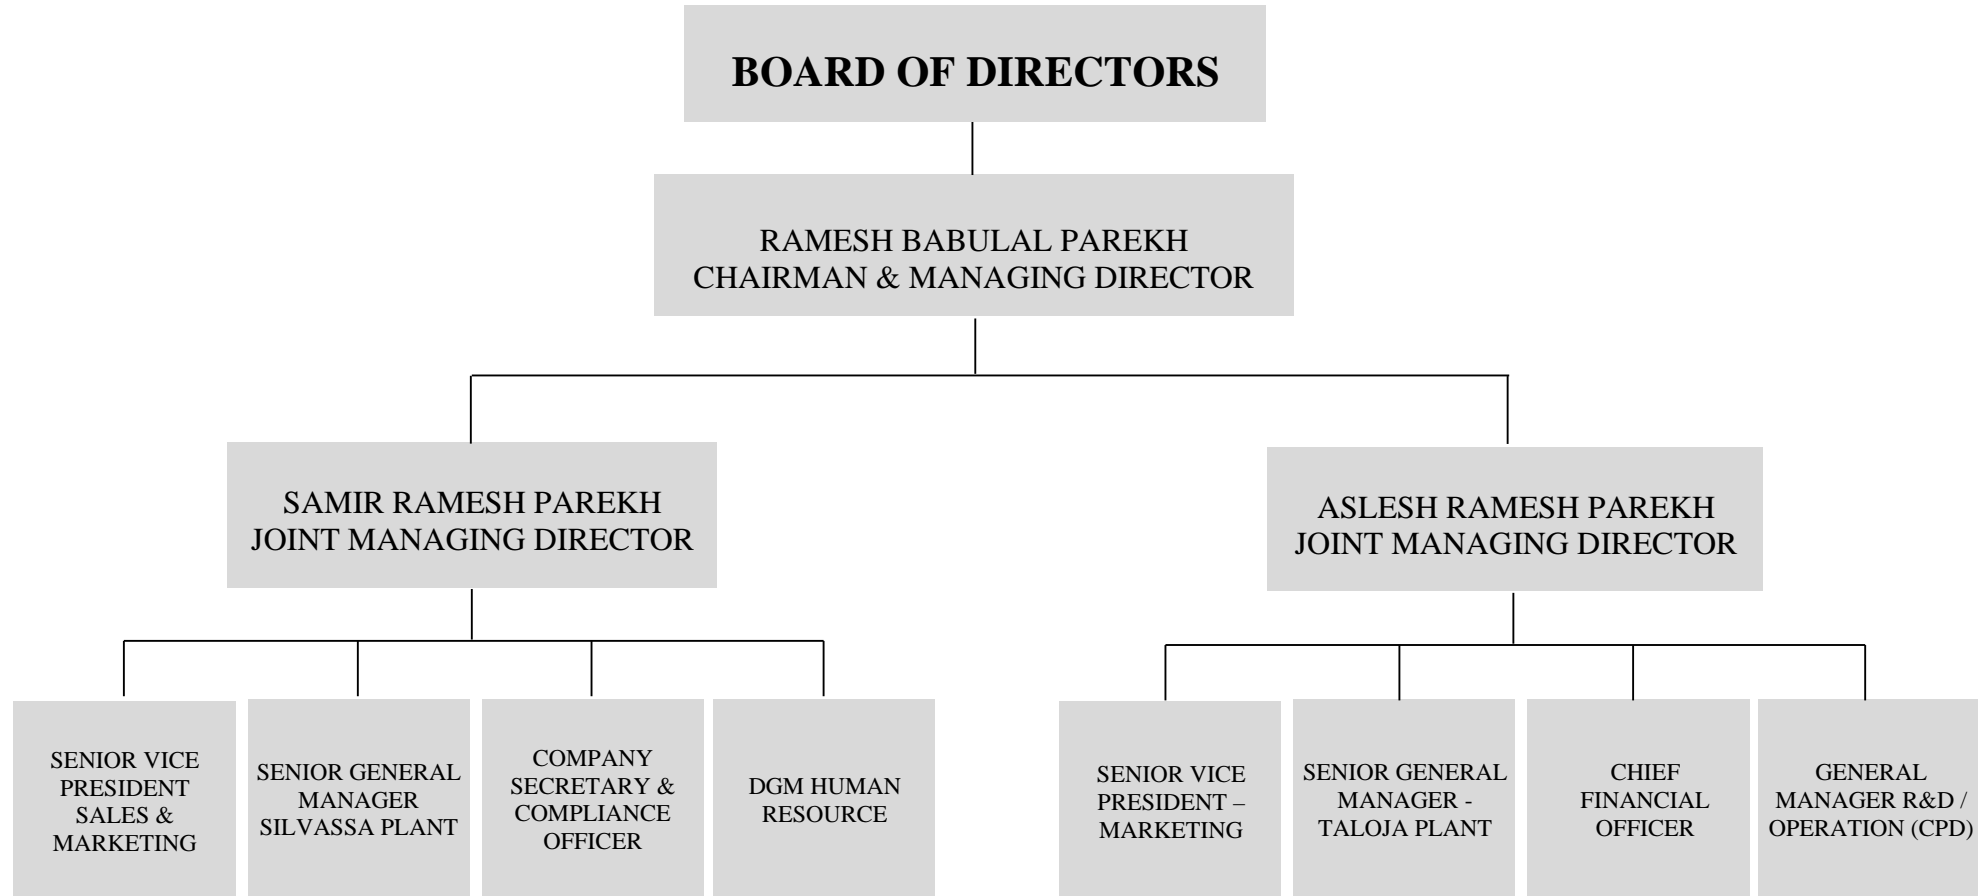 BOARD OF DIRECTORS
RAMESH BABULAL PAREKH
CHAIRMAN & MANAGING DIRECTOR
SAMIR RAMESH PAREKH
JOINT MANAGING DIRECTOR
ASLESH RAMESH PAREKH
JOINT MANAGING DIRECTOR
SENIOR VICE
PRESIDENT
SALES &
MARKETING
SENIOR GENERAL
MANAGER
SILVASSA PLANT
COMPANY
SECRETARY &
COMPLIANCE
OFFICER
DGM HUMAN
RESOURCE
SENIOR VICE
PRESIDENT –
MARKETING
SENIOR GENERAL
MANAGER -
TALOJA PLANT
CHIEF
FINANCIAL
OFFICER
GENERAL
MANAGER R&D /
OPERATION (CPD)